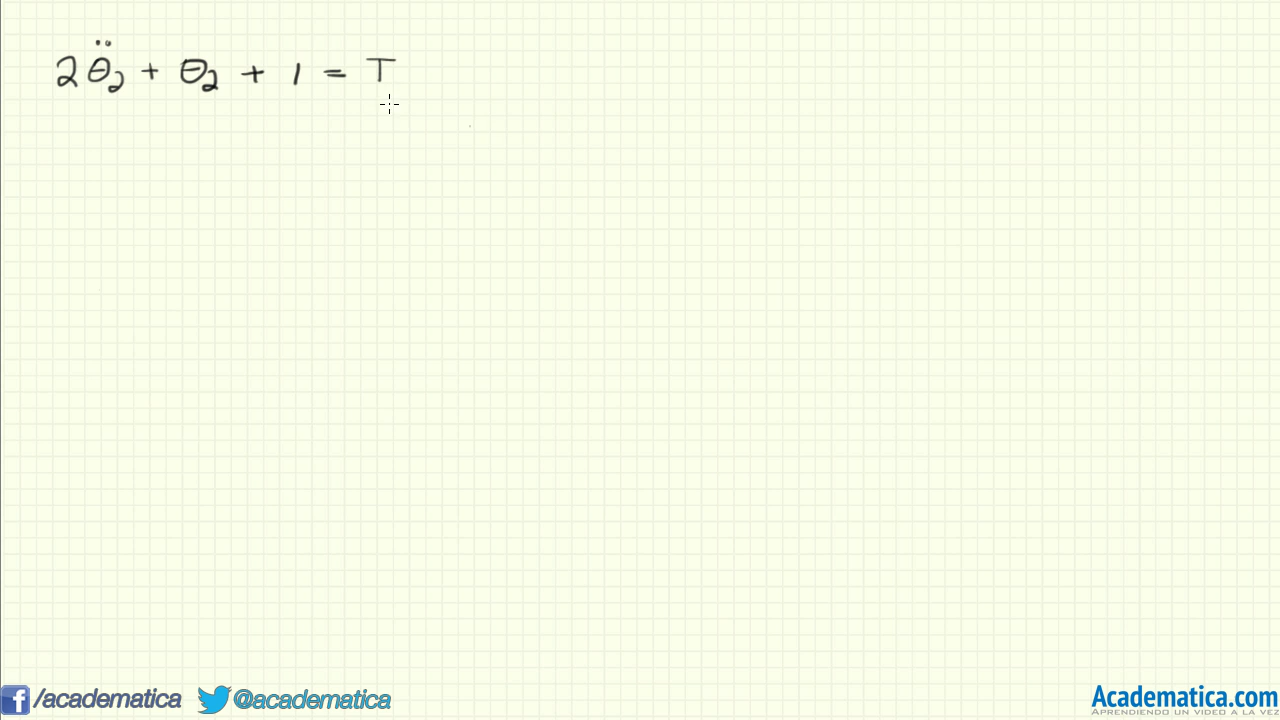 2θ̈₂ + θ₂ + 1 = T
f /academatica @academatica
Academatica.com
APRENDIENDO UN VIDEO A LA VEZ